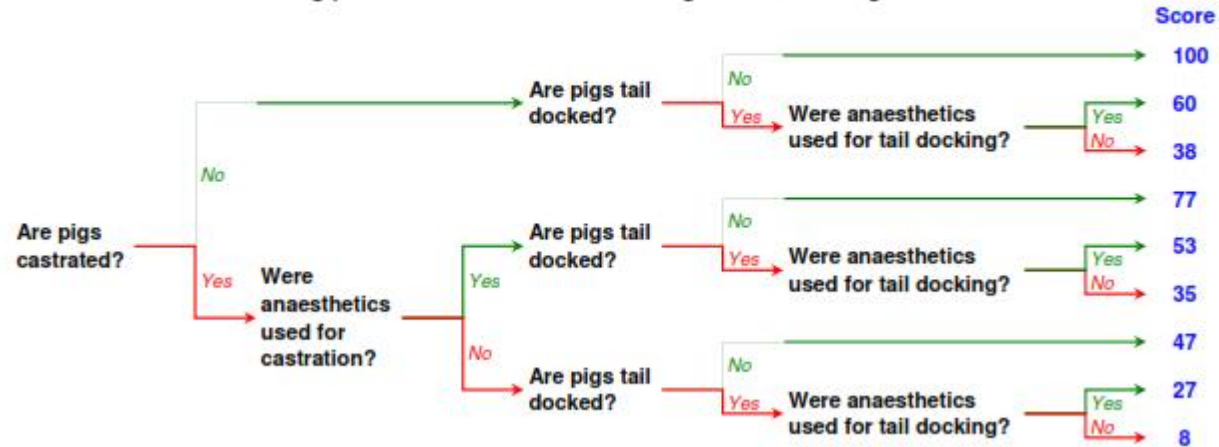 Score
100
No
Are pigs tail
docked?
Yes
Were anaesthetics
used for tail docking?
Yes
60
No
38
No
Are pigs
castrated?
Yes
Were
anaesthetics
used for
castration?
Yes
Are pigs tail
docked?
No
77
Yes
Were anaesthetics
used for tail docking?
Yes
53
No
35
No
Are pigs tail
docked?
No
47
Yes
Were anaesthetics
used for tail docking?
Yes
27
No
8